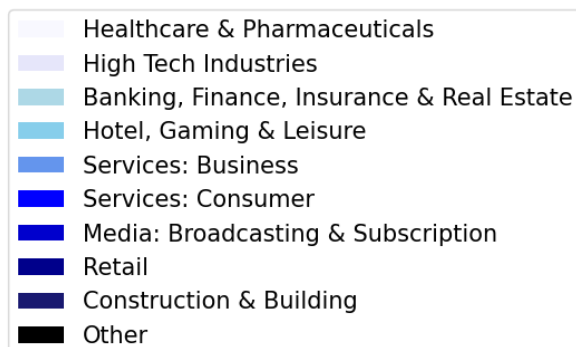 Healthcare & Pharmaceuticals
High Tech Industries
Banking, Finance, Insurance & Real Estate
Hotel, Gaming & Leisure
Services: Business
Services: Consumer
Media: Broadcasting & Subscription
Retail
Construction & Building
Other